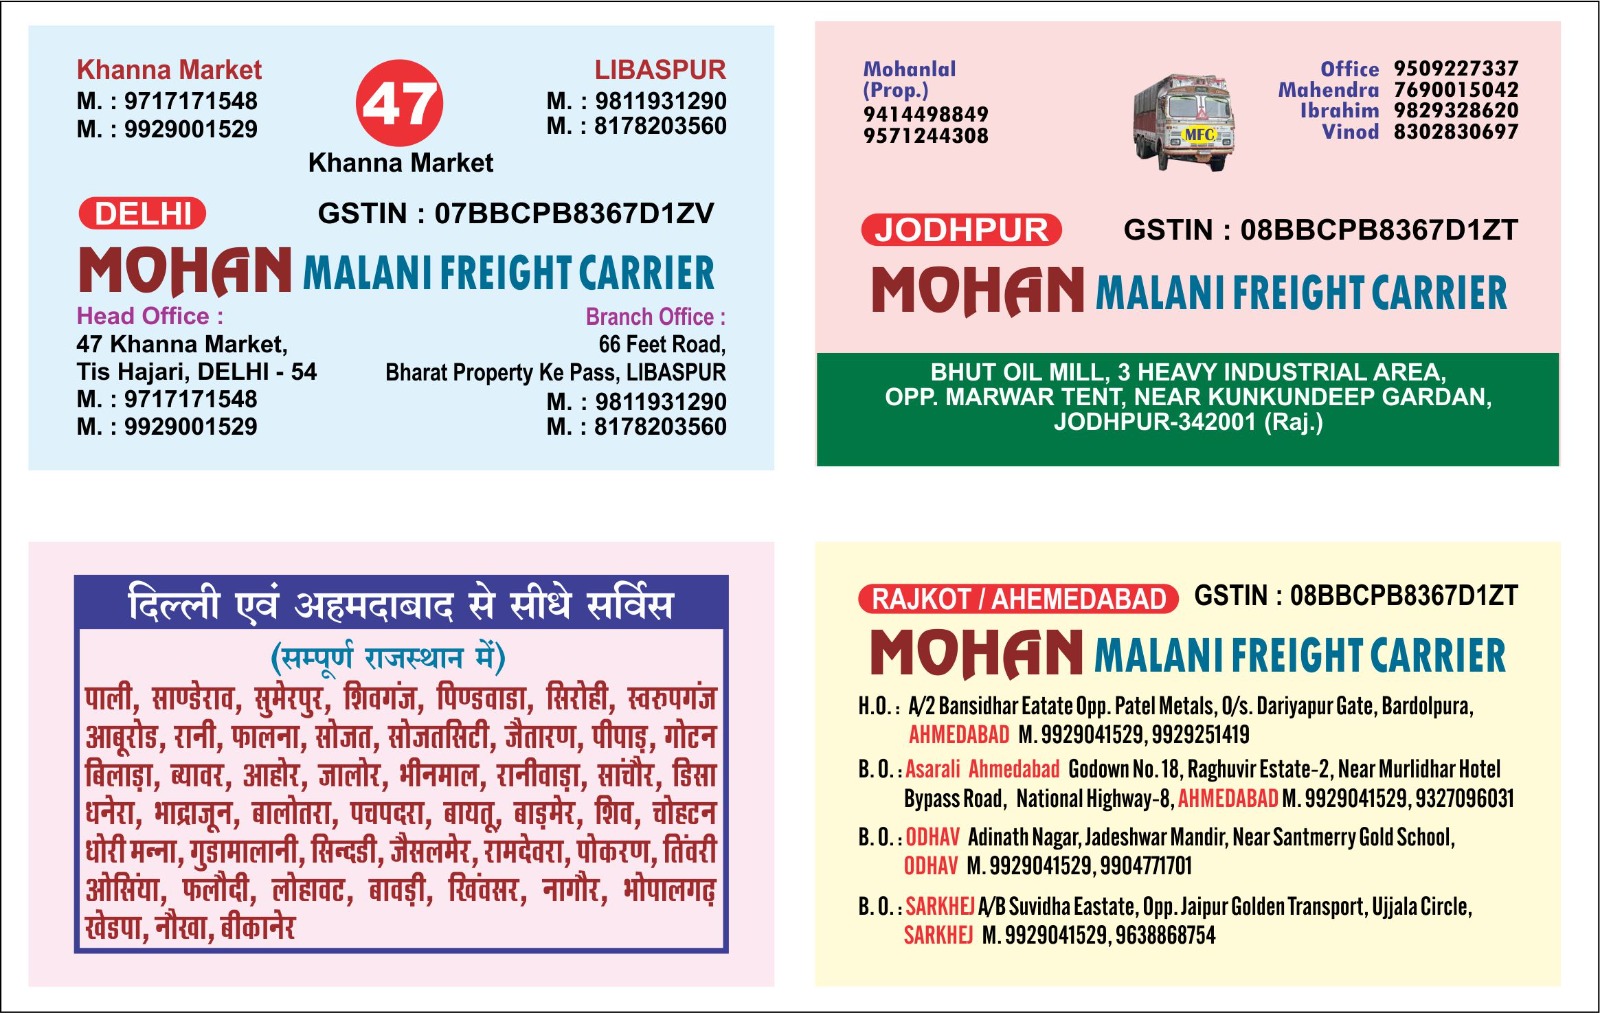 Khanna Market
M. : 9717171548
M. : 9929001529
47
Khanna Market
LIBASPUR
M. : 9811931290
M. : 8178203560
DELHI
GSTIN : 07BBCPB8367D1ZV
MOHAN MALANI FREIGHT CARRIER
Head Office :
47 Khanna Market,
Tis Hajari, DELHI - 54
M. : 9717171548
M. : 9929001529
Branch Office :
66 Feet Road,
Bharat Property Ke Pass, LIBASPUR
M. : 9811931290
M. : 8178203560
Mohanlal
(Prop.)
9414498849
9571244308
MFC
Office 9509227337
Mahendra 7690015042
Ibrahim 9829328620
Vinod 8302830697
JODHPUR
GSTIN : 08BBCPB8367D1ZT
MOHAN MALANI FREIGHT CARRIER
BHUT OIL MILL, 3 HEAVY INDUSTRIAL AREA,
OPP. MARWAR TENT, NEAR KUNKUNDEEP GARDAN,
JODHPUR-342001 (Raj.)
दिल्ली एवं अहमदाबाद से सीधे सर्विस
(सम्पूर्ण राजस्थान में)
पाली, साण्डेराव, सुमेरपुर, शिवगंज, पिण्डवाडा, सिरोही, स्वरुपगंज
आबूरोड, रानी, फालना, सोजत, सोजतसिटी, जैतारण, पीपाड़, गोटन
बिलाड़ा, ब्यावर, आहोर, जालोर, भीनमाल, रानीवाड़ा, सांचौर, डिसा
धनेरा, भाद्राजून, बालोतरा, पचपदरा, बायतू, बाड़मेर, शिव, चोहटन
धोरी मन्ना, गुडामालानी, सिन्दडी, जैसलमेर, रामदेवरा, पोकरण, तिंवरी
ओसिंया, फलौदी, लोहावट, बावड़ी, खिंवसर, नागौर, भोपालगढ़
खेडपा, नौखा, बीकानेर
RAJKOT / AHEMEDABAD
GSTIN : 08BBCPB8367D1ZT
MOHAN MALANI FREIGHT CARRIER
H.O. : A/2 Bansidhar Eatate Opp. Patel Metals, O/s. Dariyapur Gate, Bardolpura,
AHMEDABAD M. 9929041529, 9929251419
B. O. : Asarali Ahmedabad Godown No. 18, Raghuvir Estate-2, Near Murlidhar Hotel
Bypass Road, National Highway-8, AHMEDABAD M. 9929041529, 9327096031
B. O. : ODHAV Adinath Nagar, Jadeshwar Mandir, Near Santmerry Gold School,
ODHAV M. 9929041529, 9904771701
B. O. : SARKHEJ A/B Suvidha Eastate, Opp. Jaipur Golden Transport, Ujjala Circle,
SARKHEJ M. 9929041529, 9638868754